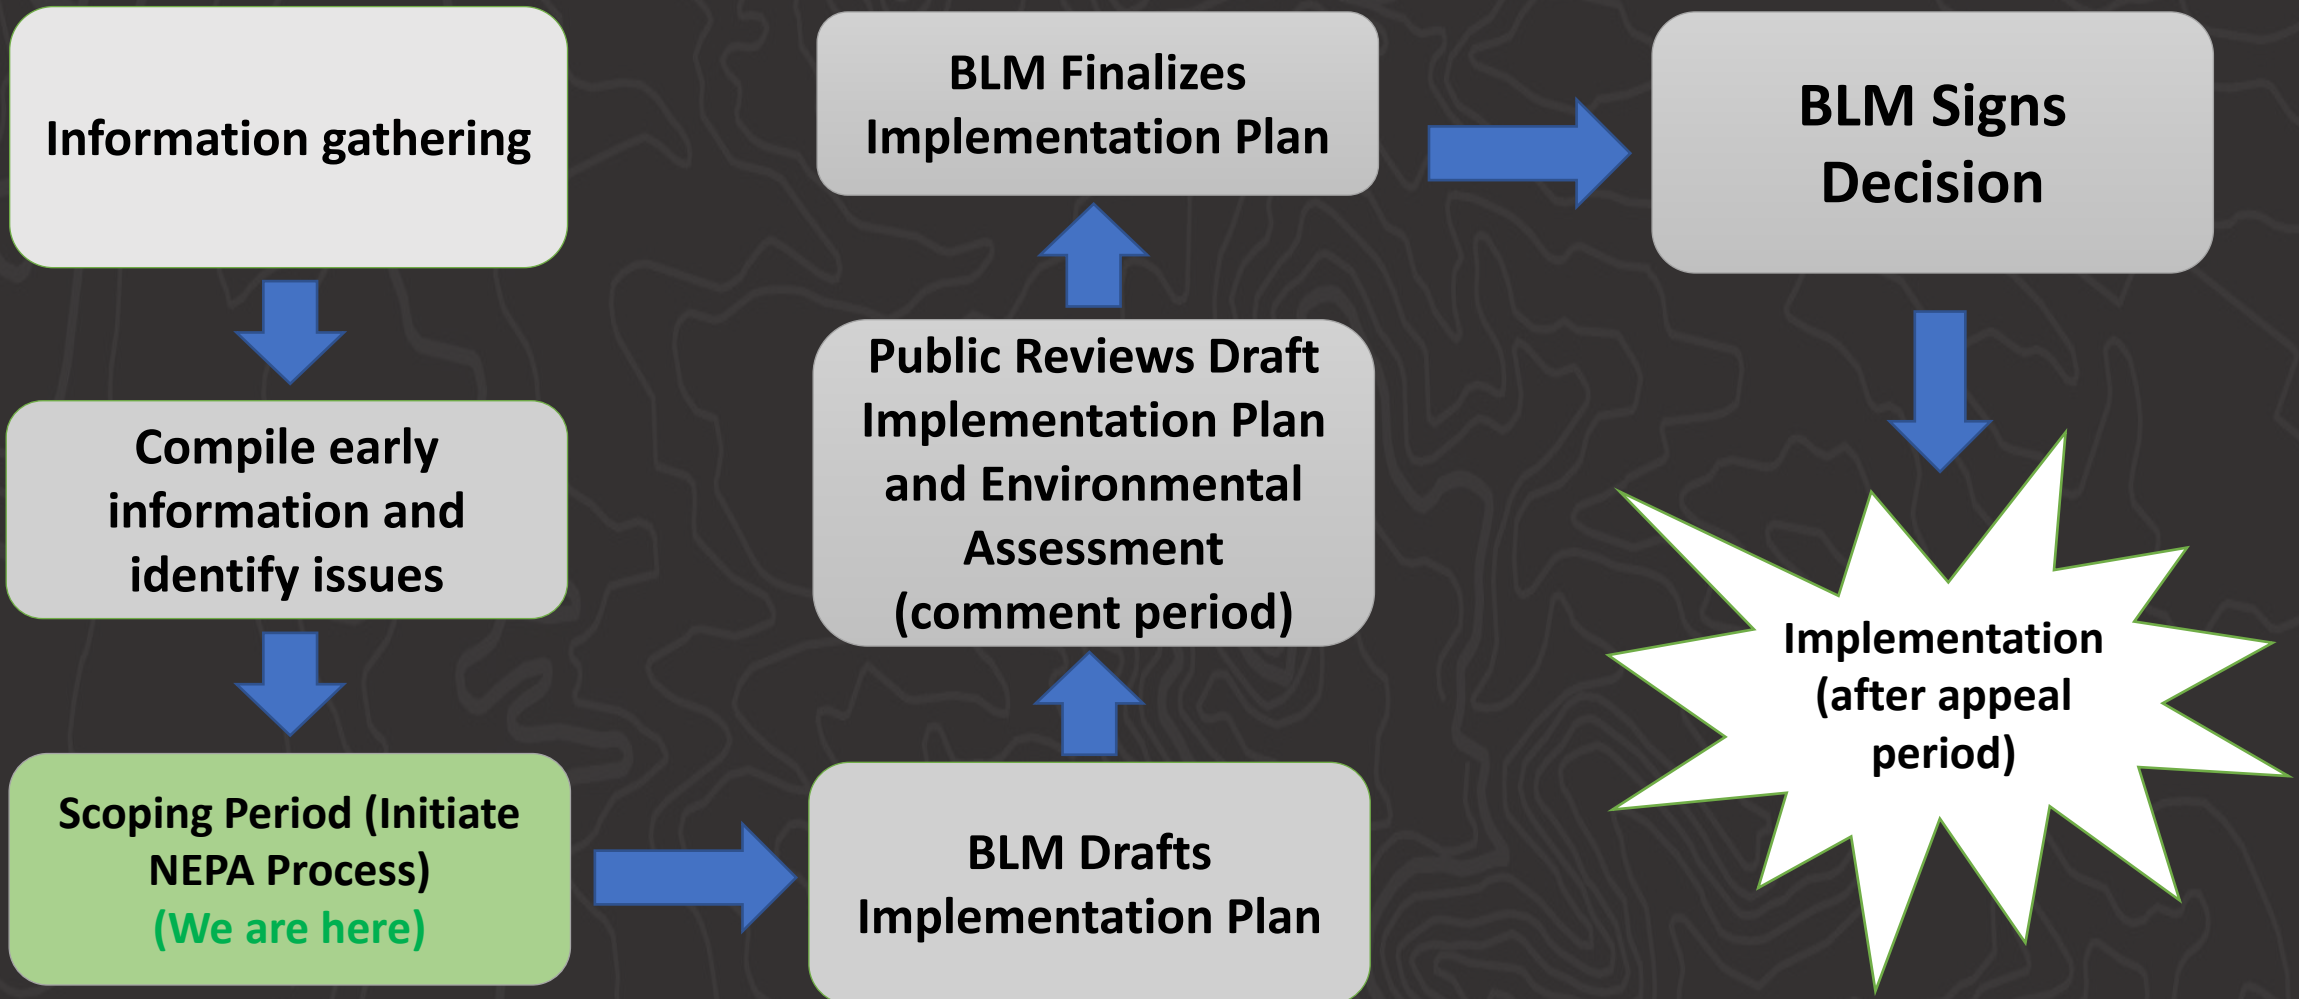 Information gathering
Compile early
information and
identify issues
Scoping Period (Initiate
NEPA Process)
(We are here)
BLM Drafts
Implementation Plan
Public Reviews Draft
Implementation Plan
and Environmental
Assessment
(comment period)
BLM Finalizes
Implementation Plan
BLM Signs
Decision
Implementation
(after appeal
period)